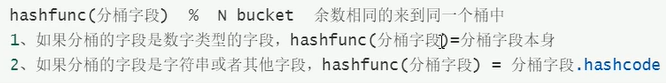 hashfunc(分桶字段) % N bucket 余数相同的来到同一个桶中
1、如果分桶的字段是数字类型的字段，hashfunc(分桶字段)=分桶字段本身
2、如果分桶的字段是字符串或者其他字段，hashfunc(分桶字段) = 分桶字段.hashcode